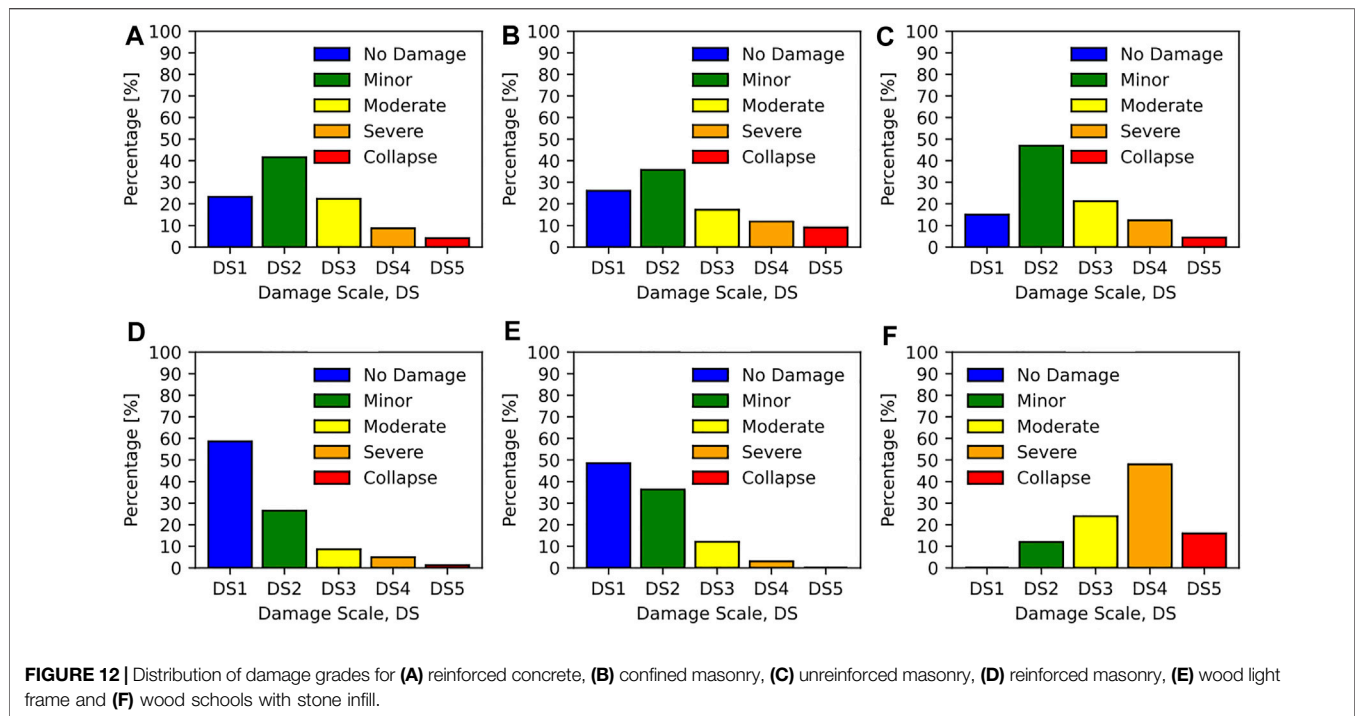 A
Percentage [%]
100
90
80
70
60
50
40
30
20
10
0
No Damage
Minor
Moderate
Severe
Collapse
DS1 DS2 DS3 DS4 DS5
Damage Scale, DS
B
Percentage [%]
100
90
80
70
60
50
40
30
20
10
0
No Damage
Minor
Moderate
Severe
Collapse
DS1 DS2 DS3 DS4 DS5
Damage Scale, DS
C
Percentage [%]
100
90
80
70
60
50
40
30
20
10
0
No Damage
Minor
Moderate
Severe
Collapse
DS1 DS2 DS3 DS4 DS5
Damage Scale, DS
D
Percentage [%]
100
90
80
70
60
50
40
30
20
10
0
No Damage
Minor
Moderate
Severe
Collapse
DS1 DS2 DS3 DS4 DS5
Damage Scale, DS
E
Percentage [%]
100
90
80
70
60
50
40
30
20
10
0
No Damage
Minor
Moderate
Severe
Collapse
DS1 DS2 DS3 DS4 DS5
Damage Scale, DS
F
Percentage [%]
100
90
80
70
60
50
40
30
20
10
0
No Damage
Minor
Moderate
Severe
Collapse
DS1 DS2 DS3 DS4 DS5
Damage Scale, DS
FIGURE 12 | Distribution of damage grades for (A) reinforced concrete, (B) confined masonry, (C) unreinforced masonry, (D) reinforced masonry, (E) wood light
frame and (F) wood schools with stone infill.